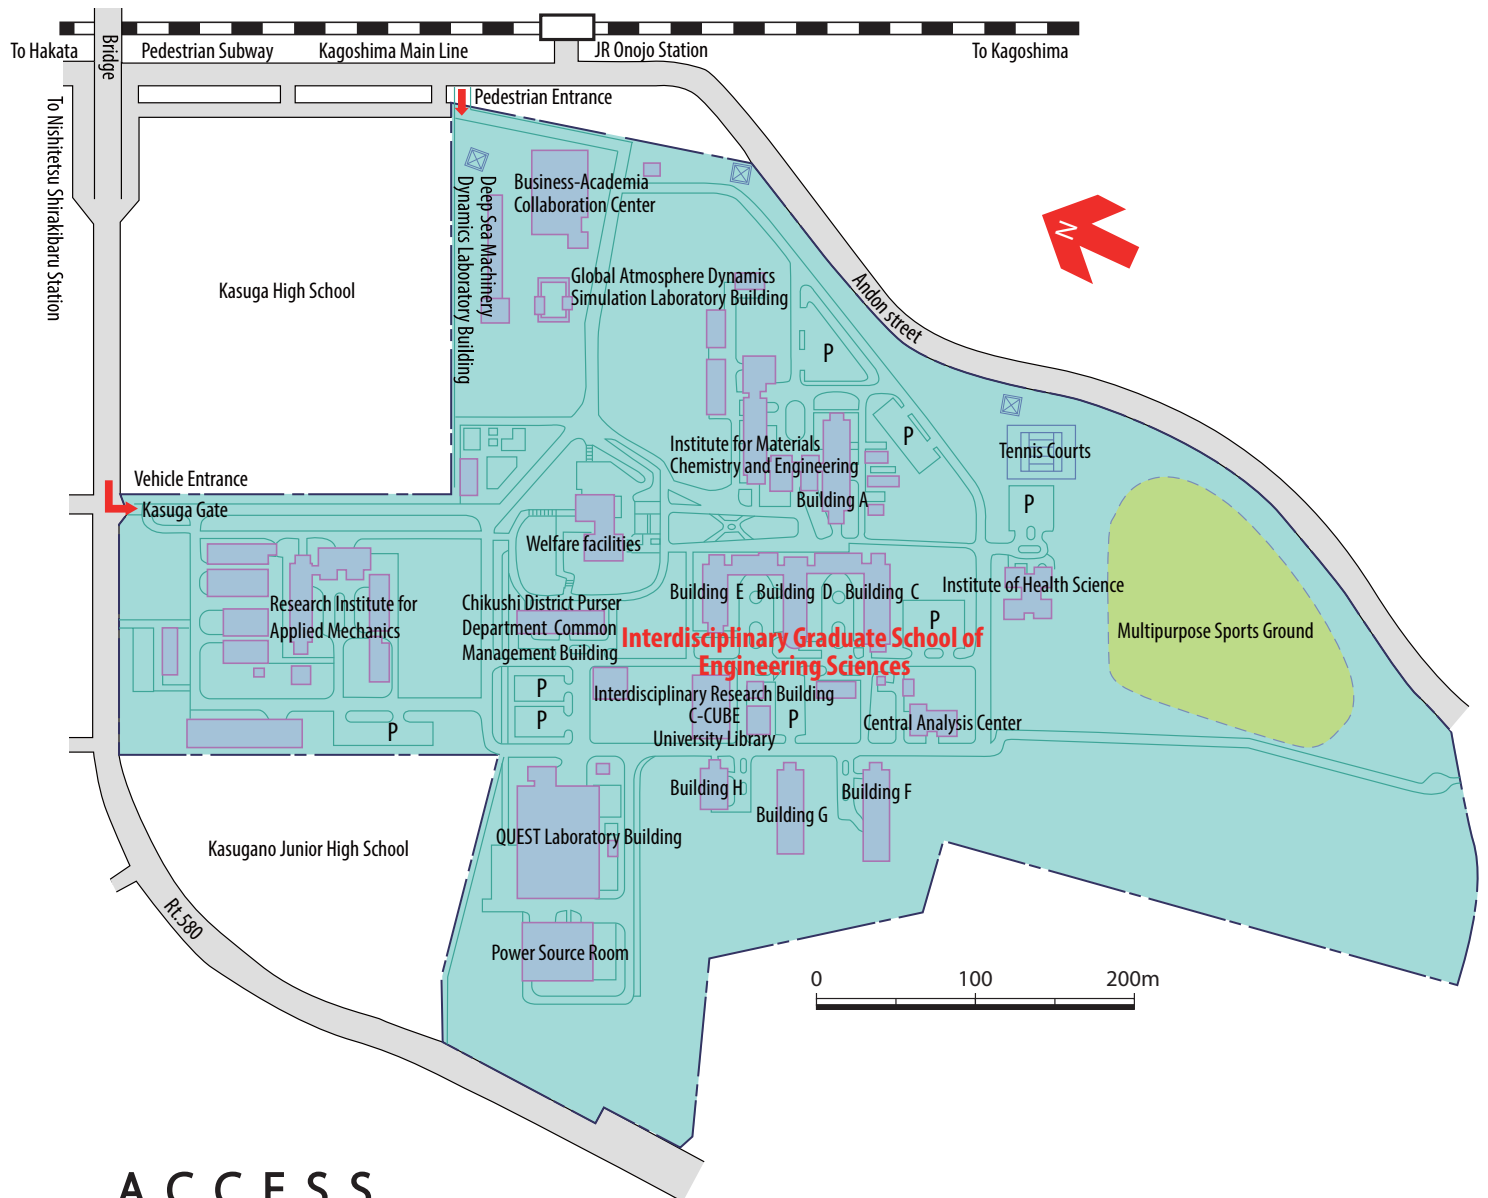 To Hakata
Bridge
Pedestrian Subway
Kagoshima Main Line
JR Onojo Station
To Kagoshima
To Nishitetsu Shirakibaru Station
Pedestrian Entrance
Deep Sea Machinery
Dynamics Laboratory Building
Business-Academia
Collaboration Center
N
Kasuga High School
Global Atmosphere Dynamics
Simulation Laboratory Building
Andon street
P
P
Institute for Materials
Chemistry and Engineering
Tennis Courts
Vehicle Entrance
Kasuga Gate
Building A
P
Welfare facilities
Building E
Building D
Building C
Institute of Health Science
Research Institute for
Applied Mechanics
Chikushi District Purser
Department Common
Management Building
P
Multipurpose Sports Ground
Interdisciplinary Graduate School of
Engineering Sciences
P
P
P
Interdisciplinary Research Building
C-CUBE
University Library
P
Central Analysis Center
Building H
Building G
Building F
Kasugano Junior High School
QUEST Laboratory Building
Rt.580
Power Source Room
0 100 200m
ACCESS